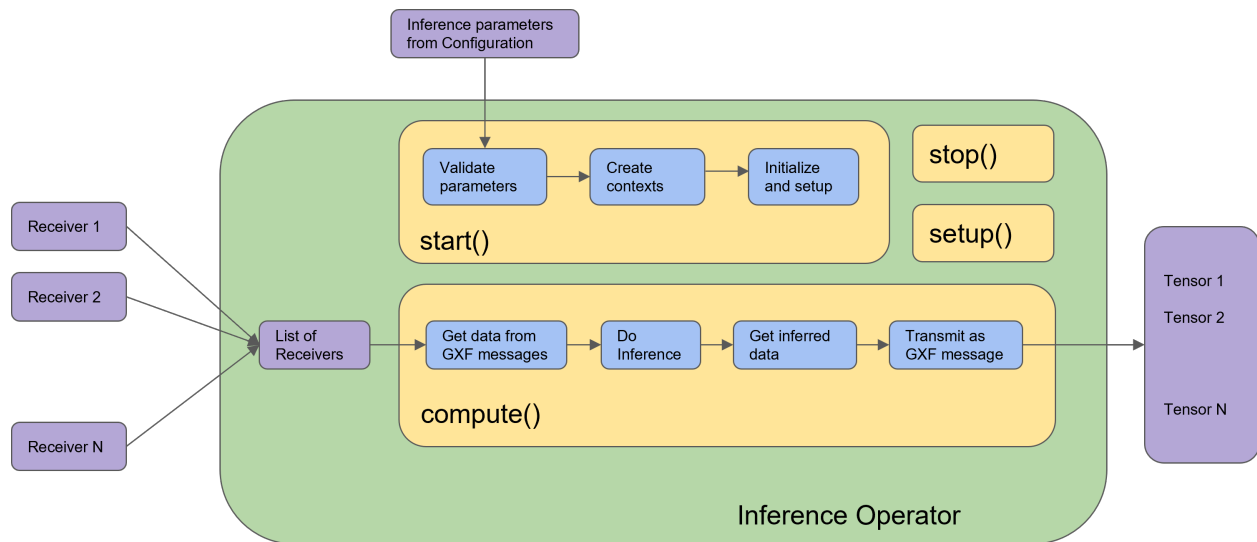 Inference parameters
from Configuration
Validate
parameters
Create
contexts
Initialize
and setup
start()
stop()
setup()
Receiver 1
Receiver 2
Receiver N
List of
Receivers
Get data from
GXF messages
Do
Inference
Get inferred
data
Transmit as
GXF message
compute()
Tensor 1
Tensor 2
Tensor N
Inference Operator